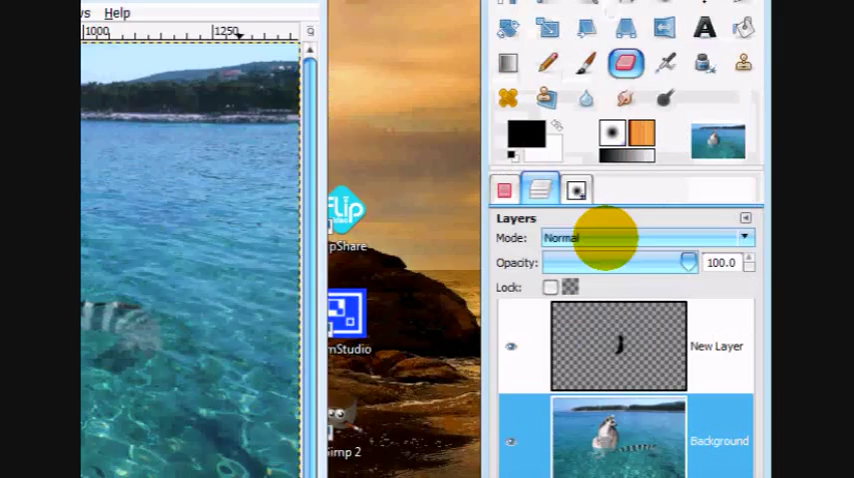 ws Help
1000 1250
Layers
Mode: Normal
Opacity: 100.0
Lock:
flip
pShare
New Layer
mStudio
Background
Gimp 2